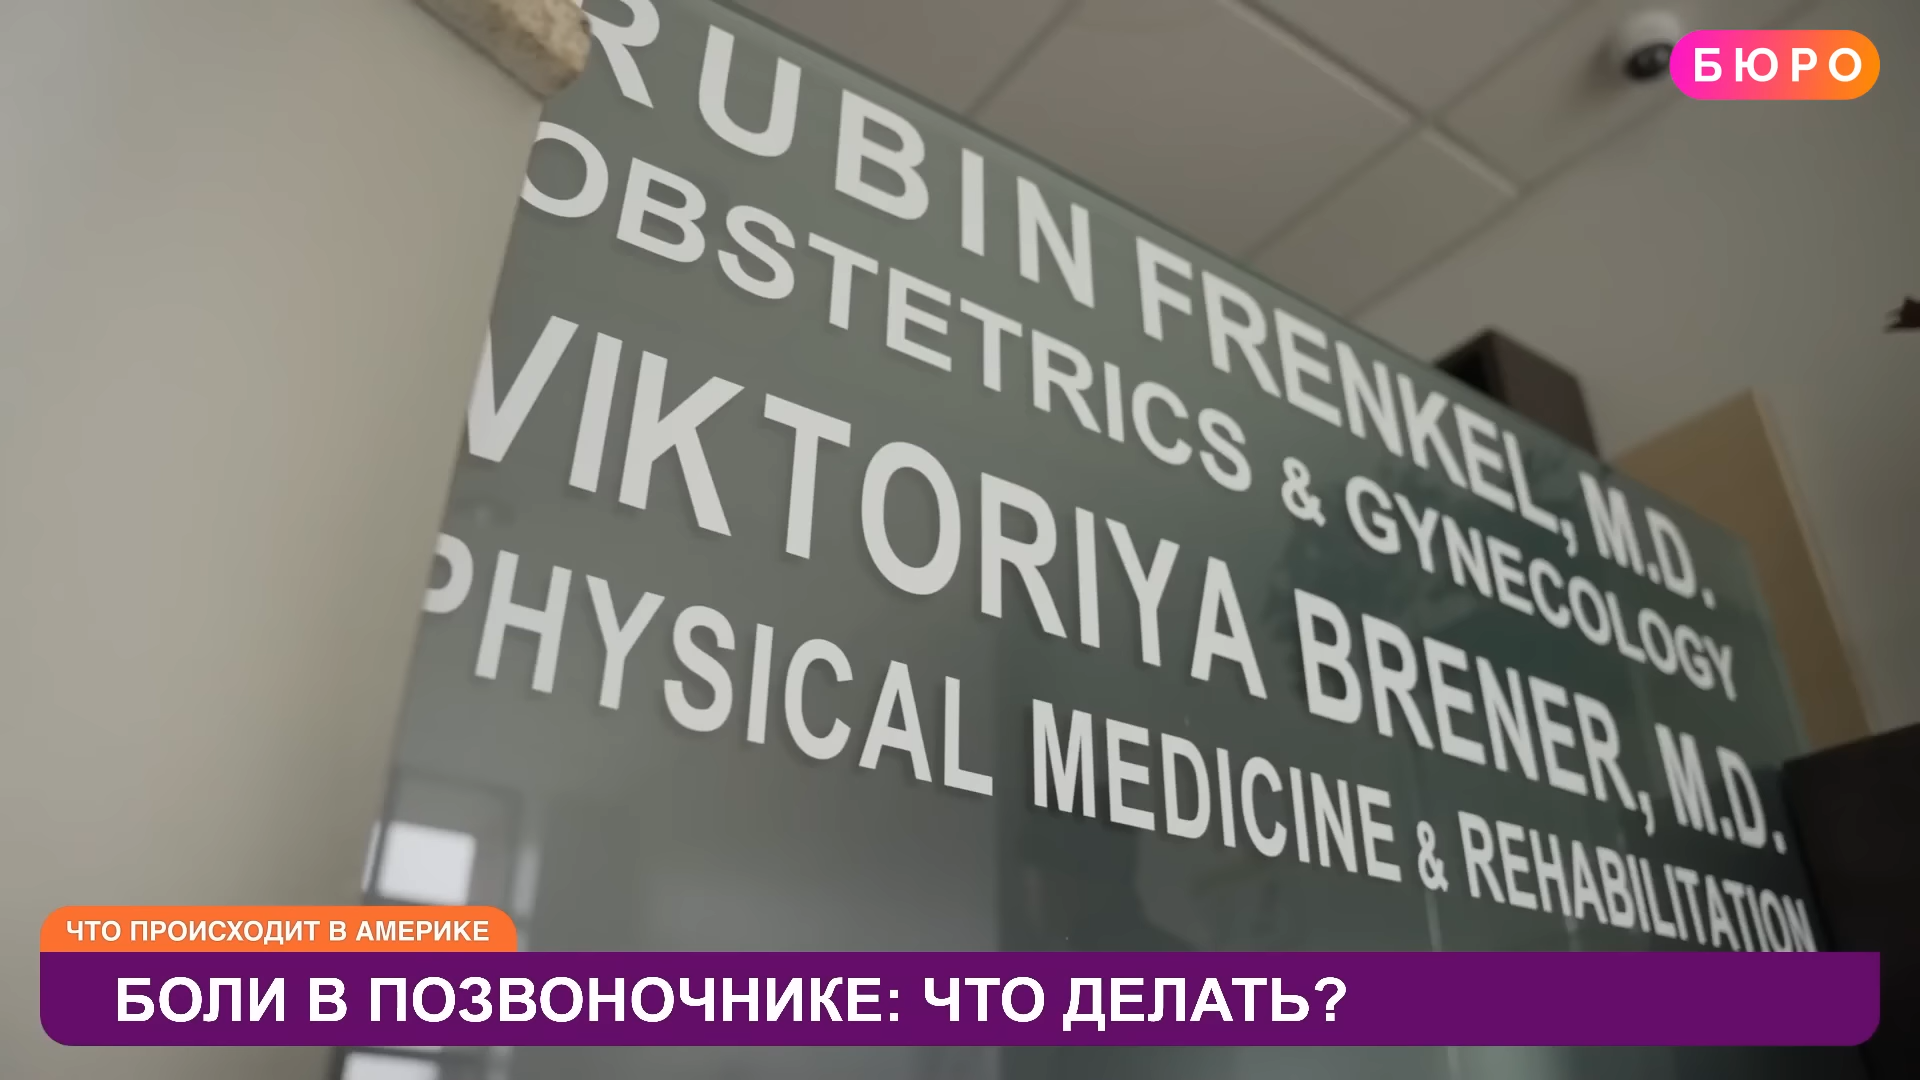 БЮРО
RUBIN FRENKEL, M.D.
OBSTETRICS & GYNECOLOGY
VIKTORIYA BRENER, M.D.
PHYSICAL MEDICINE & REHABILITATION
ЧТО ПРОИСХОДИТ В АМЕРИКЕ
БОЛИ В ПОЗВОНОЧНИКЕ: ЧТО ДЕЛАТЬ?